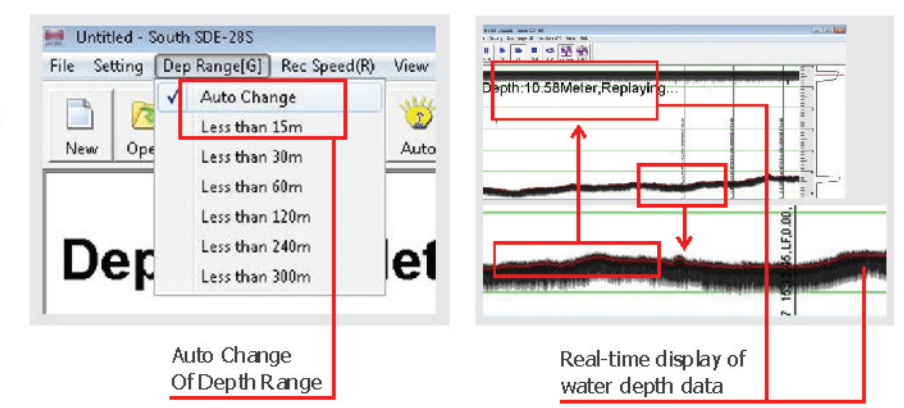 Untitled - South SDE-28S
File Setting Dep Range[G] Rec Speed(R) View
✓ Auto Change
Less than 15m
Less than 30m
Less than 60m
Less than 120m
Less than 240m
Less than 300m
New Ope Auto
Dep let
Auto Change
Of Depth Range
Depth:10.58Meter,Replaying...
Real-time display of
water depth data